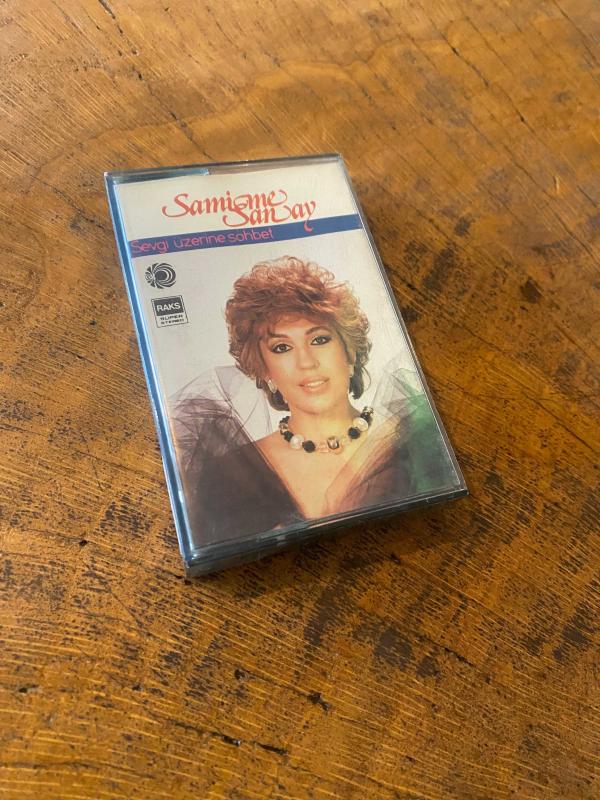 Samime
Sanay
Sevgi üzerine sohbet
RAKS
SUPER
STEREO